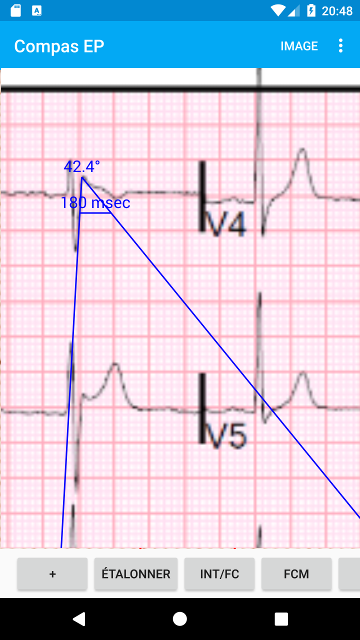 20:48
Compas EP
IMAGE
42.4°
180 msec
V4
V5
+
ÉTALONNER
INT/FC
FCM